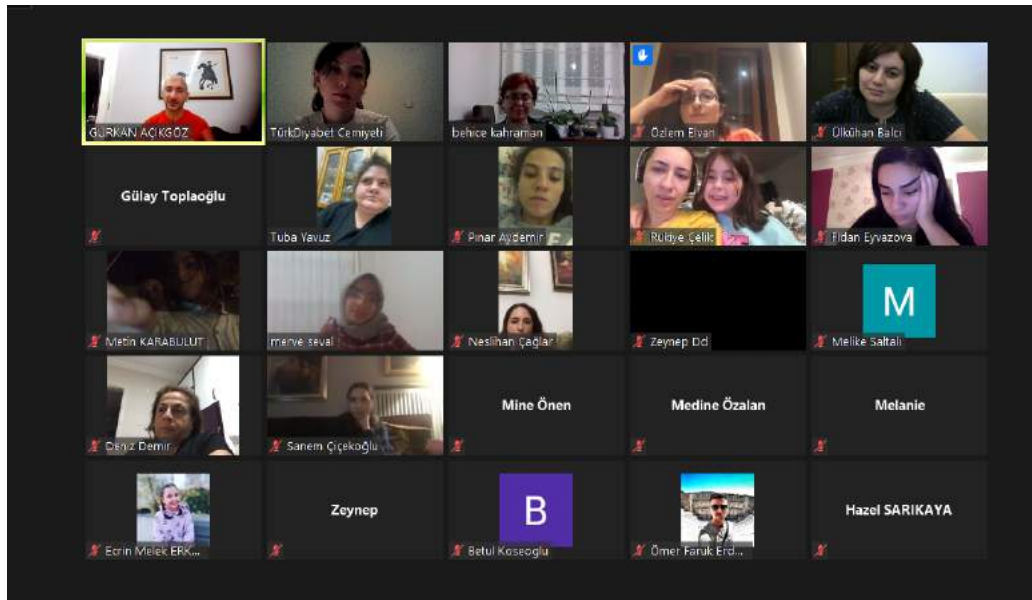 GÜRKAN AÇIKGÖZ
TürkDiyabet Cemiyeti
behice kahraman
Özlem Elvan
Ülkühan Balcı
Gülay Toplaoğlu
Tuba Yavuz
Pınar Aydemir
Rukiye Çelik
Fidan Eyvazova
Metin KARABULUT
merve seval
Neslihan Çağlar
Zeynep Dd
M
Melike Saltali
Deniz Demir
Sanem Çiçekoğlu
Mine Önen
Medine Özalan
Melanie
Ecrin Melek ERK...
Zeynep
B
Betul Koseoglu
Ömer Faruk Erd...
Hazel SARIKAYA